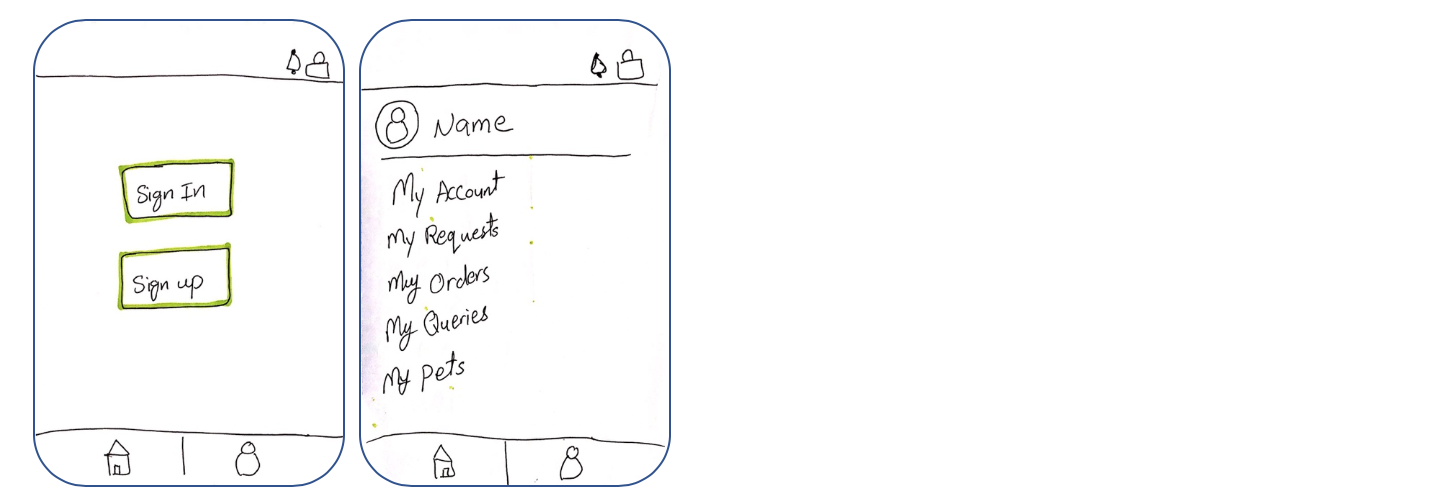 Sign In
Sign up
Name
My Account
My Requests
My Orders
My Queries
My Pets